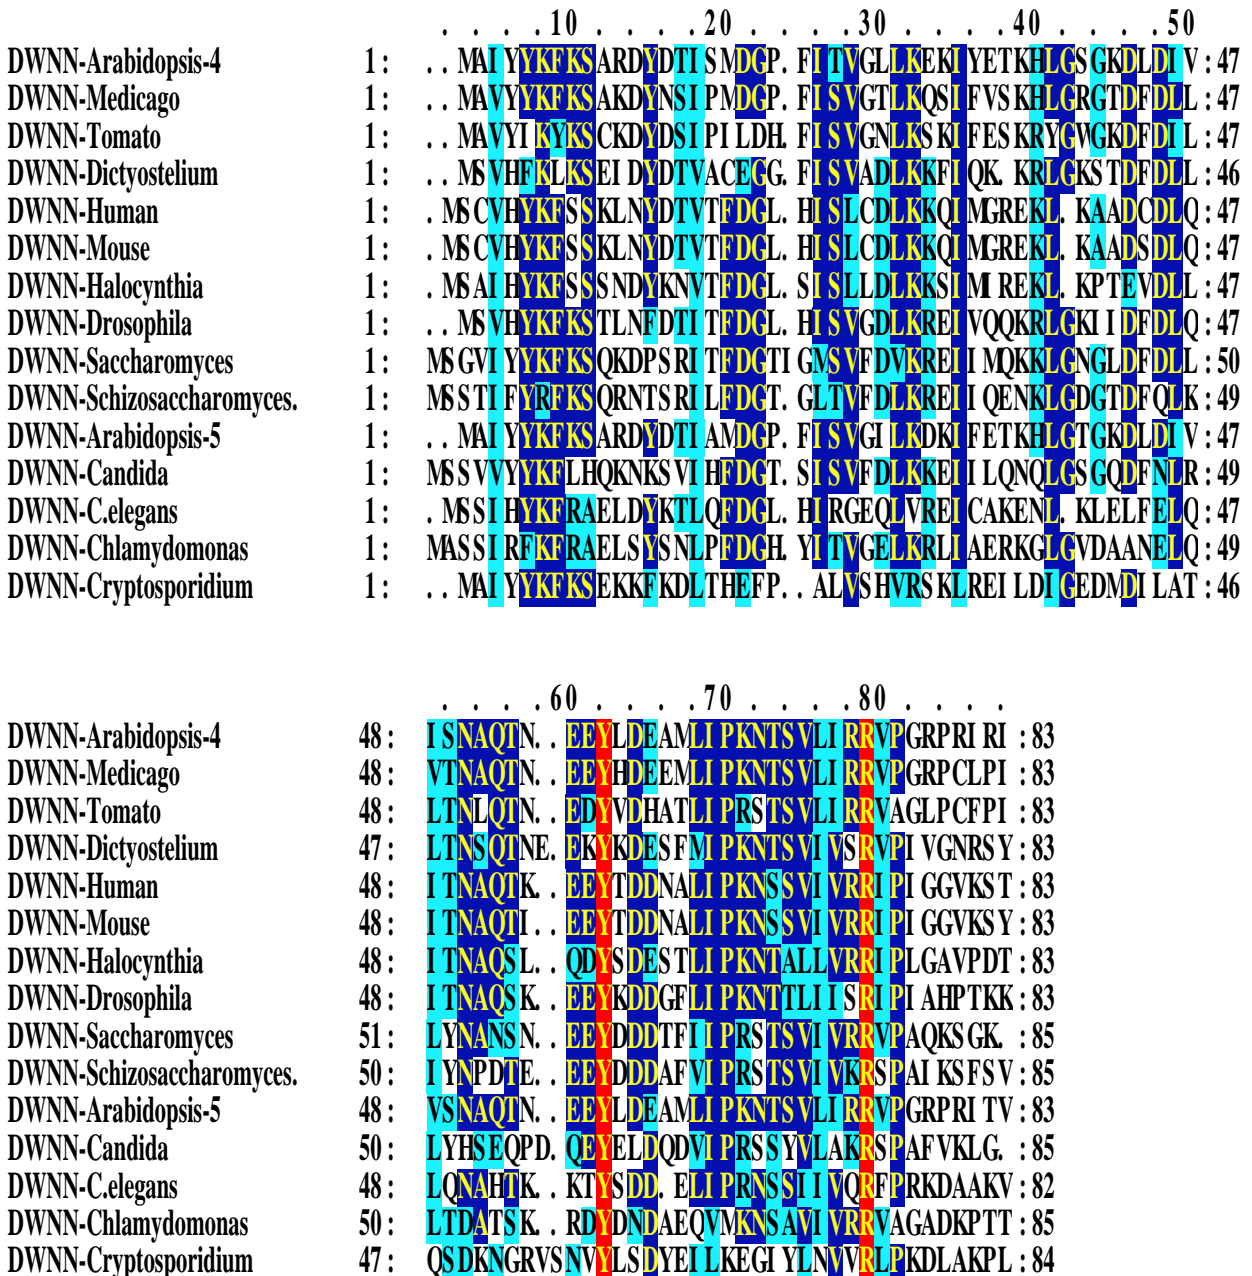 . . 10 . . 20 . . 30 . . 40 . . 50
DWNN-Arabidopsis-4 1: ..MAIYYKFKSARDYDTISMDGP.FITVGLLKEKIYETKHLGSGKDLDIV :47
DWNN-Medicago 1: ..MAVYYKFKSAKDYNSIPMDGP.FISVGTLKQSIFVSKHLGRGTDFDLL :47
DWNN-Tomato 1: ..MAVYIKYKSCKDYDSIPILDH.FISVGNLKSKIFESKRYGWGKDFDIL :47
DWNN-Dictyostelium 1: ..MSVHFKLKSEIDYDTVACEGG.FISVADLKKFIQK.KRLGKSTDFDLL :46
DWNN-Human 1: .MSCVHYKFSSKLNYDTVTFDGL.HISLCDLKKQIMGREKL.KAADCDLQ :47
DWNN-Mouse 1: .MSCVHYKFSSKLNYDTVTFDGL.HISLCDLKKQIMGREKL.KAADSDLQ :47
DWNN-Halocynthia 1: .MSAIHYKFSSSNDYKNVTFDGL.SISLLDLKKSIMIREKL.KPTEVDLL :47
DWNN-Drosophila 1: ..MSVHYKFKSTLNFDTITFDGL.HISVGDLKREIVQQKRLGKIIDFDLQ :47
DWNN-Saccharomyces 1: MSGVIYYKFKSQKDPSRITFDGTIGMSVFDVKREIIMQKKLGNGLDFDLL :50
DWNN-Schizosaccharomyces. 1: MSSTIFYRFKSQRNTSRILFDGT.GLTVFDLKREIIQENKLGDGTDFQLK :49
DWNN-Arabidopsis-5 1: ..MAIYYKFKSARDYDTIAMDGP.FISVGILKDKIFETKHLGTGKDLDIV :47
DWNN-Candida 1: MSSVVYYKFLHQKNKSVIHFDGT.SISVFDLKKEIILQNQLGSGQDFNLR :49
DWNN-C.elegans 1: .MSSIHYKFRAELDYKTLQFDGL.HIRGEQLVREICAKENL.KLELFELQ :47
DWNN-Chlamydomonas 1: MASSIRFKFRAELSYSNLPFDGH.YITVGELKRLIAERKGLGVDAANELQ :49
DWNN-Cryptosporidium 1: ..MAIYYKFKSEKKFKDLTHEFP..ALVSHVRSKLREILDIGEDMDILAT :46
. . 60 . . 70 . . 80 . . . .
DWNN-Arabidopsis-4 48: ISNAQTN..EEYLDEAMLIPKNTSVLIRRVPGRPRIRI :83
DWNN-Medicago 48: VTNAQTN..EEYHDEEMLIPKNTSVLIRRVPGRPCLPI :83
DWNN-Tomato 48: LTNLQTN..EDYVDHATLIPRSTSVLIRRVAGLPCFPI :83
DWNN-Dictyostelium 47: LTNSQTNE.EKYKDESFMIPKNTSVIVSRVPIVGNRSY :83
DWNN-Human 48: ITNAQTK..EEYTDDNALIPKNSSVIVRRIPIGGVKST :83
DWNN-Mouse 48: ITNAQTI..EEYTDDNALIPKNSSVIVRRIPIGGVKSY :83
DWNN-Halocynthia 48: ITNAQSL..QDYSDESTLIPKNTALLVRRIPLGAVPDT :83
DWNN-Drosophila 48: ITNAQSK..EEYKDDGFLIPKNTTLIISRIPIAHPTKK :83
DWNN-Saccharomyces 51: LYNANSN..EEYDDDTFIIPRSTSVIVRRVPAQKSGK. :85
DWNN-Schizosaccharomyces. 50: IYNPDTE..EEYDDDAFVIPRSTSVIVKRSPAIKSFSV :85
DWNN-Arabidopsis-5 48: VSNAQTN..EEYLDEAMLIPKNTSVLIRRVPGRPRITV :83
DWNN-Candida 50: LYHSEQPD.QEYELDQDVIPRSSYVLAKRSPAFVKLG. :85
DWNN-C.elegans 48: LQNAHTK..KTYSDD.ELIPRNSSIIVQRFPRKDAAKV :82
DWNN-Chlamydomonas 50: LTDATSK..RDYDNDAEQVMKNSAVIVRRVAGADKPTT :85
DWNN-Cryptosporidium 47: QSDKNGRVSNVYLSDYELLKEGIYLNVVRLPKDLAKPL :84